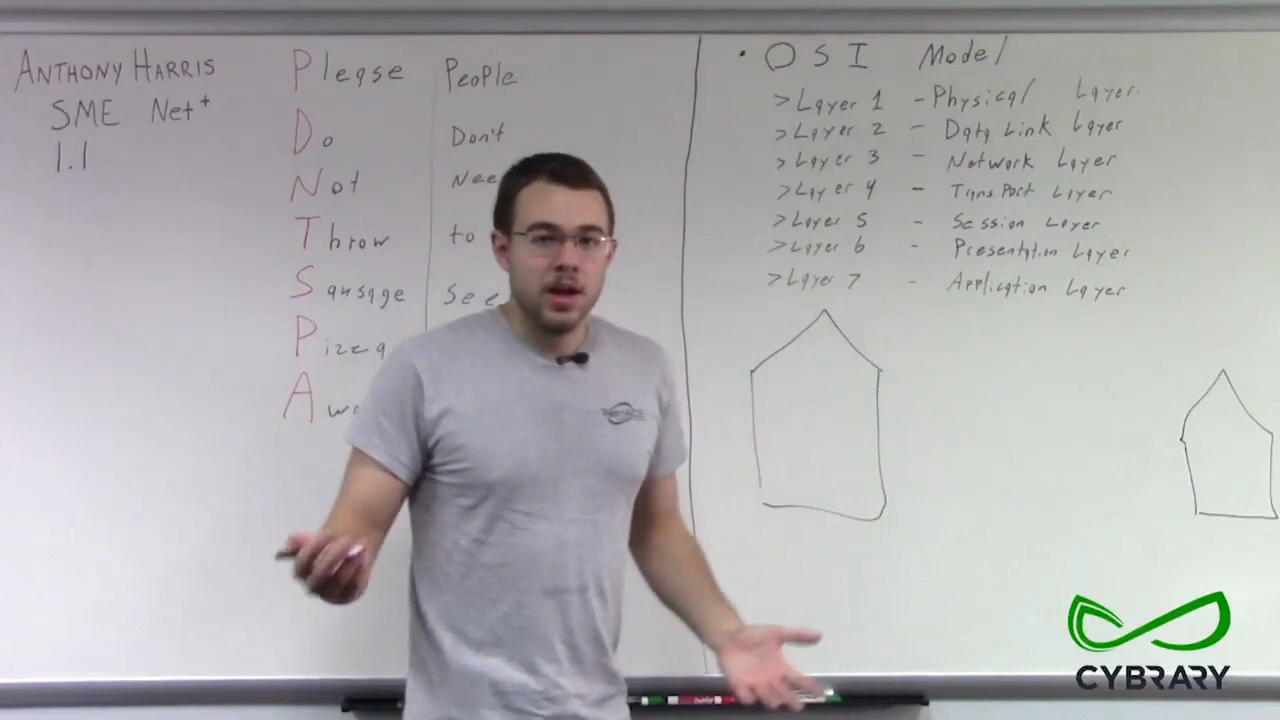 ANTHONY HARRIS
SME Net+
1.1
Please
Do
Not
Throw
Sausage
Pizza
People
Don't
Nee
to
See
• OSI Model
> Layer 1 - Physical Layer
> Layer 2 - Data Link Layer
> Layer 3 - Network Layer
> Layer 4 - Transport Layer
> Layer 5 - Session Layer
> Layer 6 - Presentation Layer
> Layer 7 - Application Layer
CYBRARY